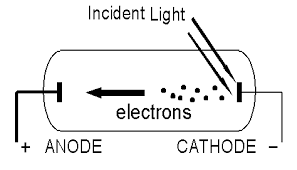 Incident Light
electrons
+ ANODE CATHODE −